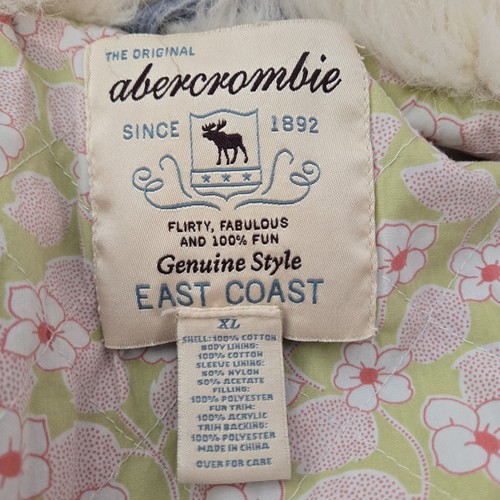 THE ORIGINAL
abercrombie
SINCE 1892
FLIRTY, FABULOUS
AND 100% FUN
Genuine Style
EAST COAST
XL
SHELL: 100% COTTON
BODY LINING:
100% COTTON
SLEEVE LINING:
50% NYLON
50% ACETATE
FILLING:
100% POLYESTER
FUR TRIM:
100% ACRYLIC
TRIM BACKING:
100% POLYESTER
MADE IN CHINA
OVER FOR CARE